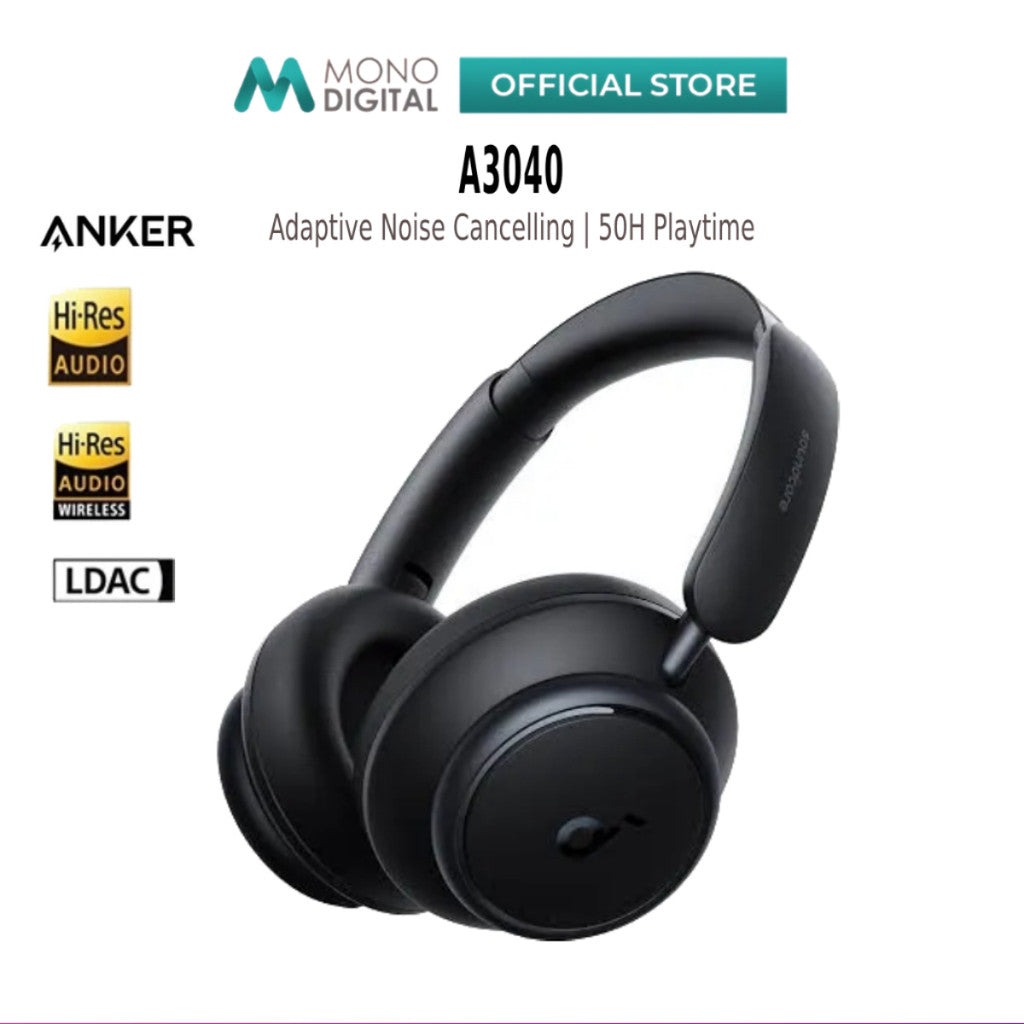 MONO
DIGITAL
OFFICIAL STORE
A3040
ANKER
Adaptive Noise Cancelling | 50H Playtime
Hi-Res
AUDIO
Hi-Res
AUDIO
WIRELESS
LDAC
soundcore